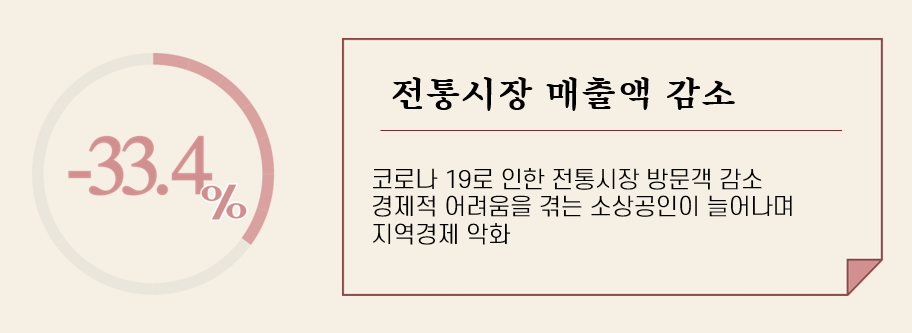 -33.4%
전통시장 매출액 감소
코로나 19로 인한 전통시장 방문객 감소
경제적 어려움을 겪는 소상공인이 늘어나며
지역경제 악화